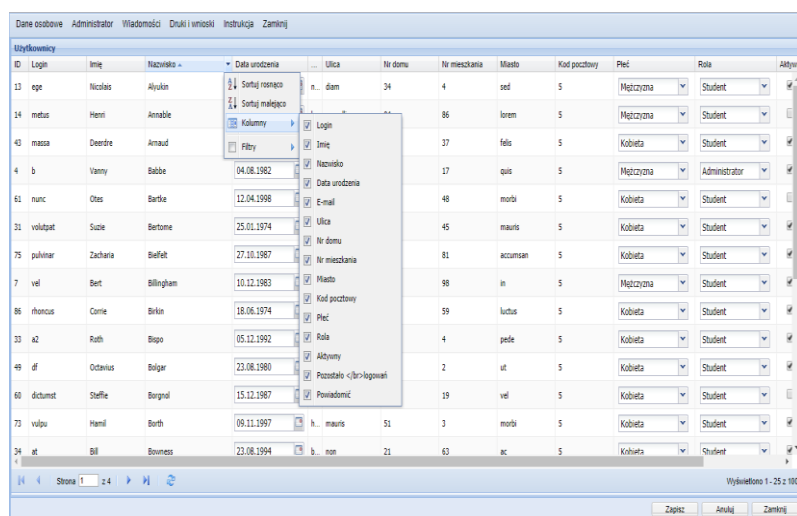 Dane osobowe Administrator Wiadomości Druki i wnioski Instrukcja Zamknij
Użytkownicy
ID Login Imię Nazwisko Data urodzenia ... Ulica Nr domu Nr mieszkania Miasto Kod pocztowy Płeć Rola Aktyw
13 ege Nicolais Alyukin n... diam 34 4 sed 5 Mężczyzna Student
14 metus Henri Annable 86 lorem 5 Mężczyzna Student
43 massa Deerdre Arnaud 37 felis 5 Kobieta Student
4 b Vanny Babbe 04.08.1982 17 quis 5 Mężczyzna Administrator
61 nunc Otes Bartke 12.04.1998 48 morbi 5 Kobieta Student
31 volutpat Suzie Bertome 25.01.1974 45 mauris 5 Kobieta Student
75 pulvinar Zacharia Bielfelt 27.10.1987 81 accumsan 5 Kobieta Student
7 vel Bert Billingham 10.12.1983 98 in 5 Mężczyzna Student
86 rhoncus Corrie Birkin 18.06.1974 59 luctus 5 Kobieta Student
33 a2 Roth Bispo 05.12.1992 4 pede 5 Kobieta Student
49 df Octavius Bolgar 23.08.1980 2 ut 5 Kobieta Student
60 dictumst Steffie Borgnol 15.12.1987 19 vel 5 Kobieta Student
73 vulpu Hamil Borth 09.11.1997 h... mauris 51 3 morbi 5 Kobieta Student
34 at Bill Bowness 23.08.1994 b... non 21 63 ac 5 Kobieta Student
Sortuj rosnąco
Sortuj malejąco
Kolumny
Filtry
Login
Imię
Nazwisko
Data urodzenia
E-mail
Ulica
Nr domu
Nr mieszkania
Miasto
Kod pocztowy
Płeć
Rola
Aktywny
Pozostało </br>logowań
Powiadomić
Strona 1 z 4
Wyświetlono 1 - 25 z 100
Zapisz Anuluj Zamknij